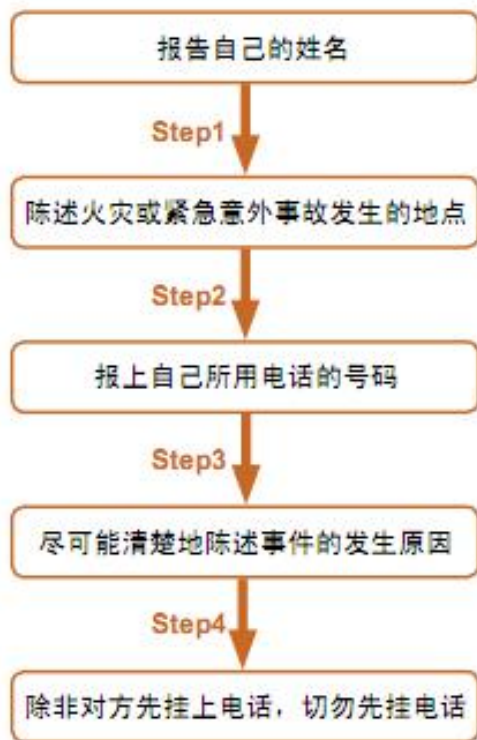 报告自己的姓名
Step1
陈述火灾或紧急意外事故发生的地点
Step2
报上自己所用电话的号码
Step3
尽可能清楚地陈述事件的发生原因
Step4
除非对方先挂上电话，切勿先挂电话